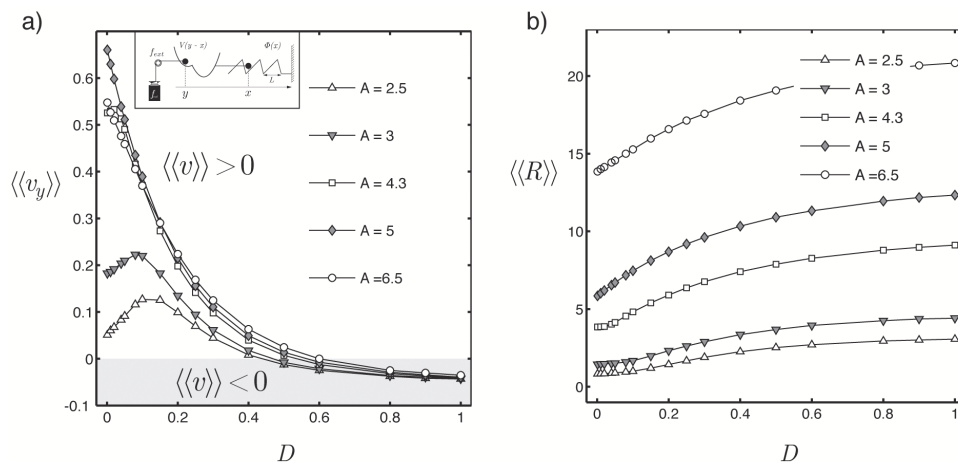 a)
0.6
0.5
0.4
0.3
0.2
0.1
0
-0.1
⟨⟨v_y⟩⟩
f_ext
V(y − x)
Φ(x)
L
y
x
A = 2.5
A = 3
A = 4.3
A = 5
A =6.5
⟨⟨v⟩⟩ > 0
⟨⟨v⟩⟩ < 0
0 0.2 0.4 0.6 0.8 1
D
b)
20
15
10
5
0
⟨⟨R⟩⟩
A = 2.5
A = 3
A = 4.3
A = 5
A =6.5
0 0.2 0.4 0.6 0.8 1
D